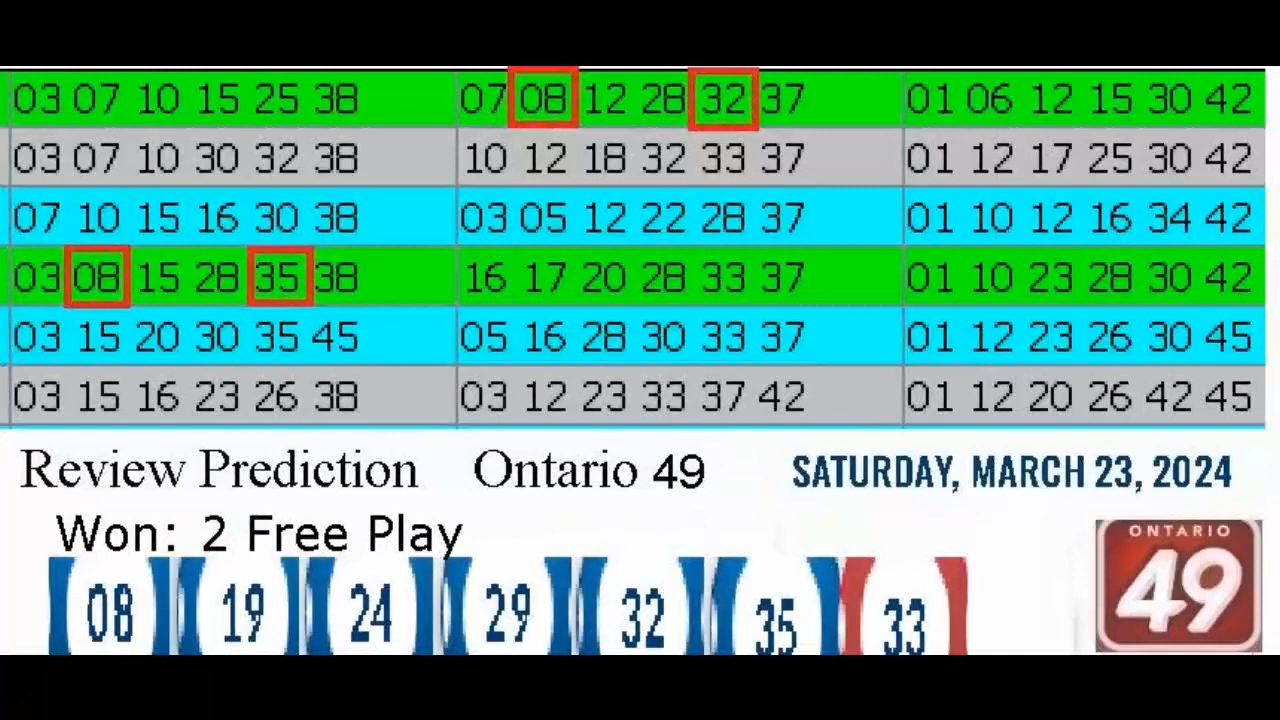 03 07 10 15 25 38 07 08 12 28 32 37 01 06 12 15 30 42
03 07 10 30 32 38 10 12 18 32 33 37 01 12 17 25 30 42
07 10 15 16 30 38 03 05 12 22 28 37 01 10 12 16 34 42
03 08 15 28 35 38 16 17 20 28 33 37 01 10 23 28 30 42
03 15 20 30 35 45 05 16 28 30 33 37 01 12 23 26 30 45
03 15 16 23 26 38 03 12 23 33 37 42 01 12 20 26 42 45
Review Prediction Ontario 49 SATURDAY, MARCH 23, 2024
Won: 2 Free Play
08 19 24 29 32 35 33
ONTARIO
49